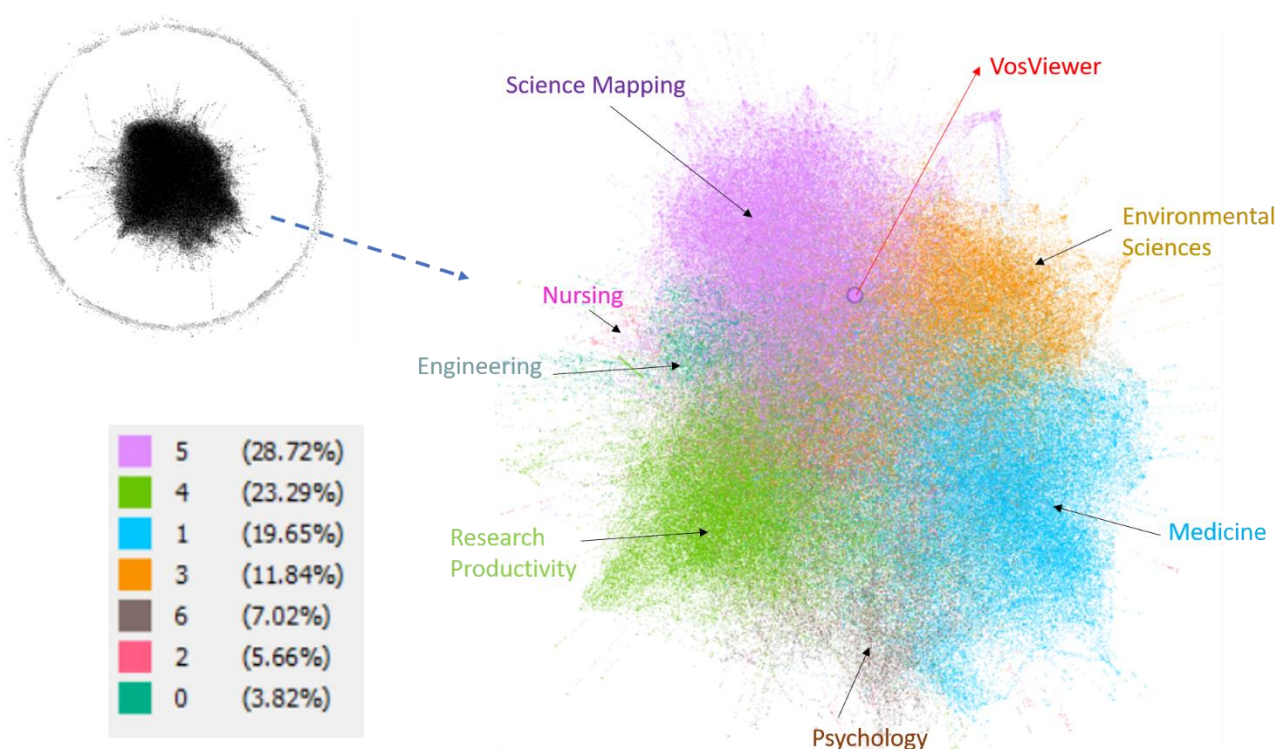 VosViewer
Science Mapping
Environmental
Sciences
Nursing
Engineering
Research
Productivity
Medicine
Psychology
5 (28.72%)
4 (23.29%)
1 (19.65%)
3 (11.84%)
6 (7.02%)
2 (5.66%)
0 (3.82%)